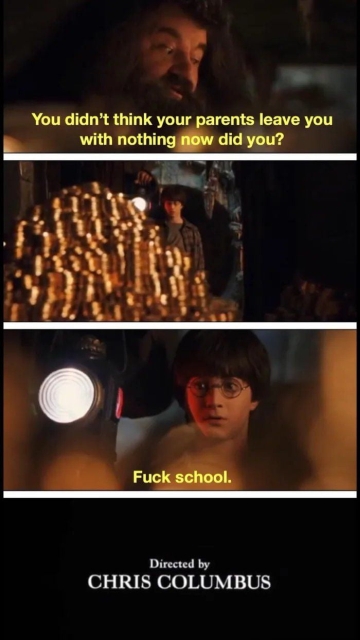 You didn't think your parents leave you
with nothing now did you?
Fuck school.
Directed by
CHRIS COLUMBUS